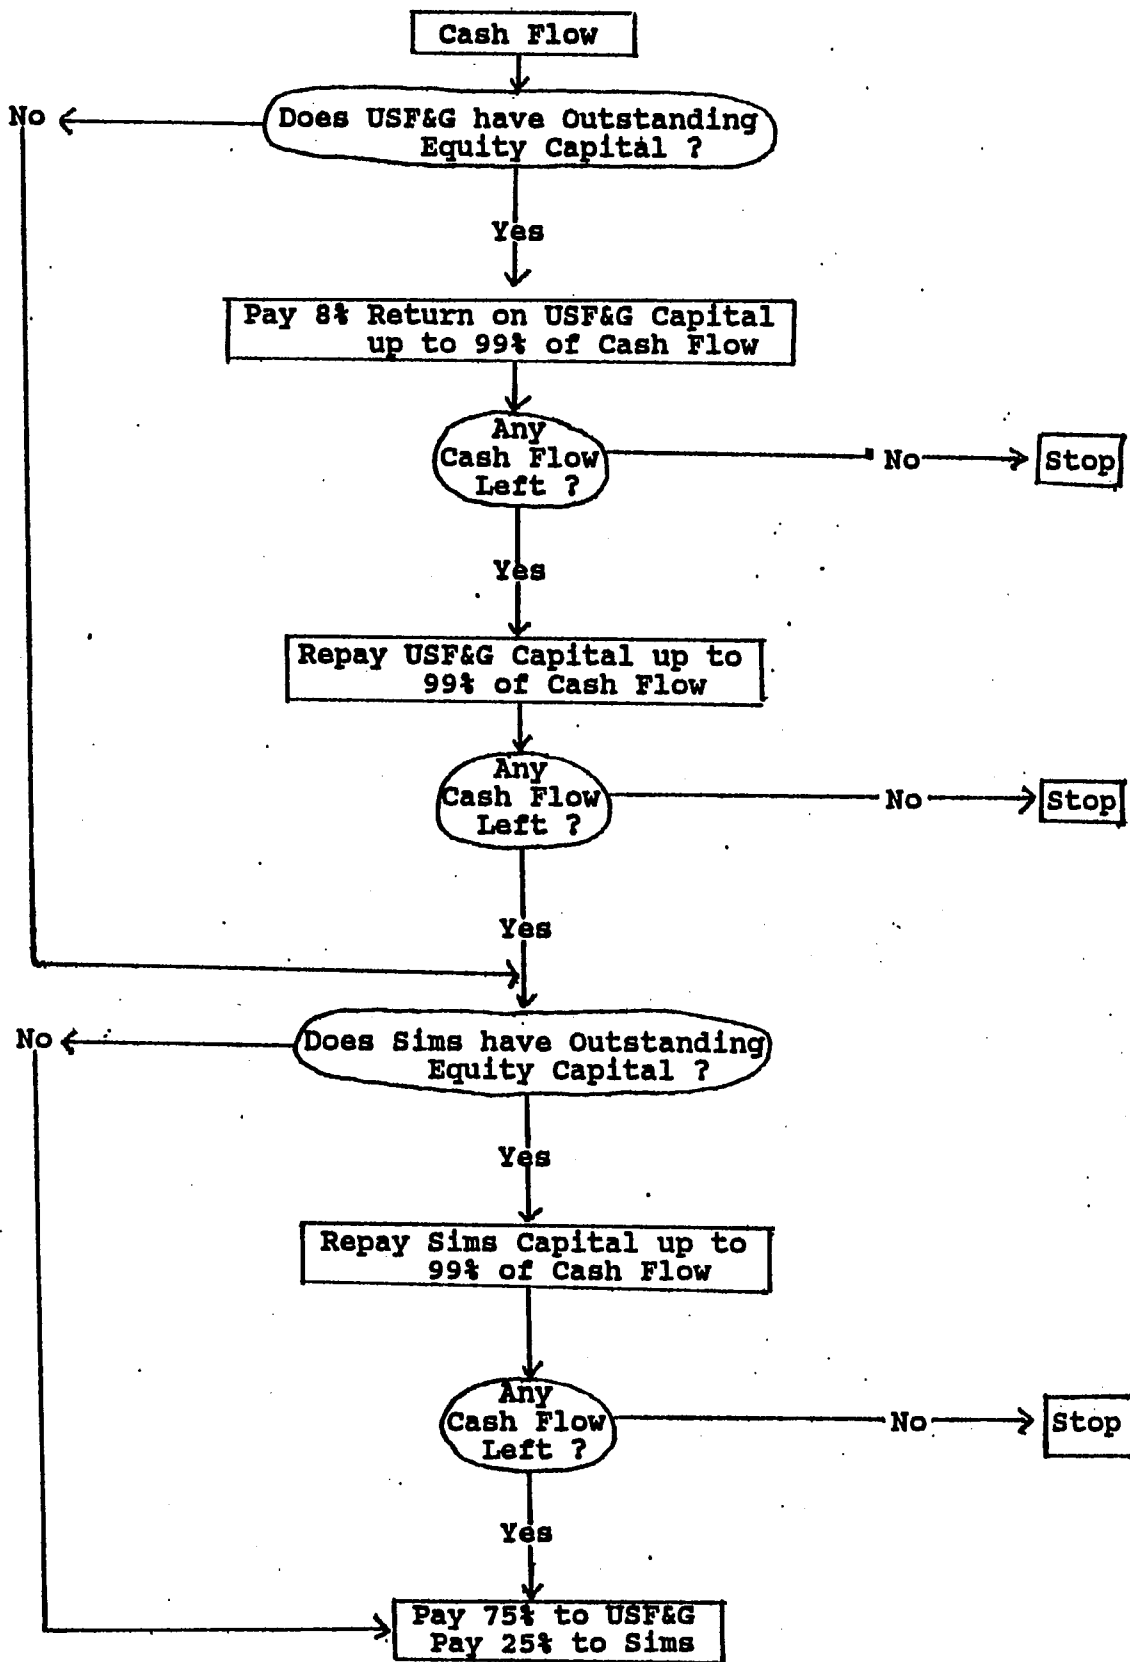 Cash Flow
No
Does USF&G have Outstanding
Equity Capital ?
Yes
Pay 8% Return on USF&G Capital
up to 99% of Cash Flow
Any
Cash Flow
Left ?
No
Stop
Yes
Repay USF&G Capital up to
99% of Cash Flow
Any
Cash Flow
Left ?
No
Stop
Yes
No
Does Sims have Outstanding
Equity Capital ?
Yes
Repay Sims Capital up to
99% of Cash Flow
Any
Cash Flow
Left ?
No
Stop
Yes
Pay 75% to USF&G
Pay 25% to Sims